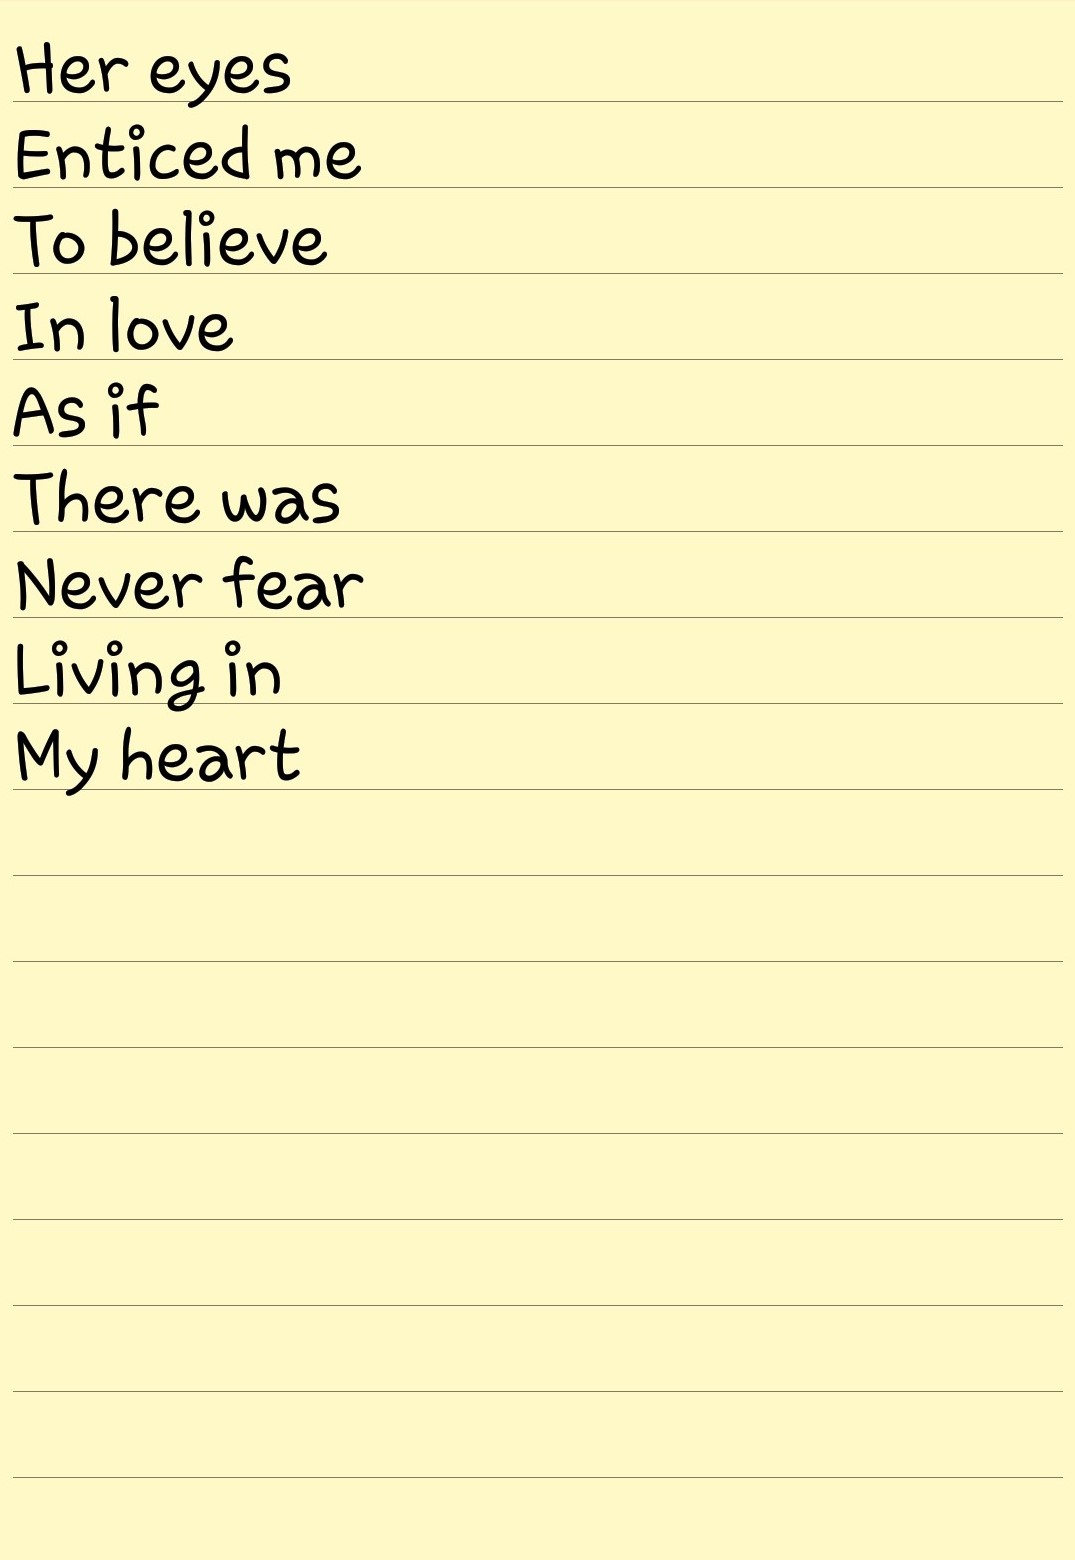 Her eyes
Enticed me
To believe
In love
As if
There was
Never fear
Living in
My heart